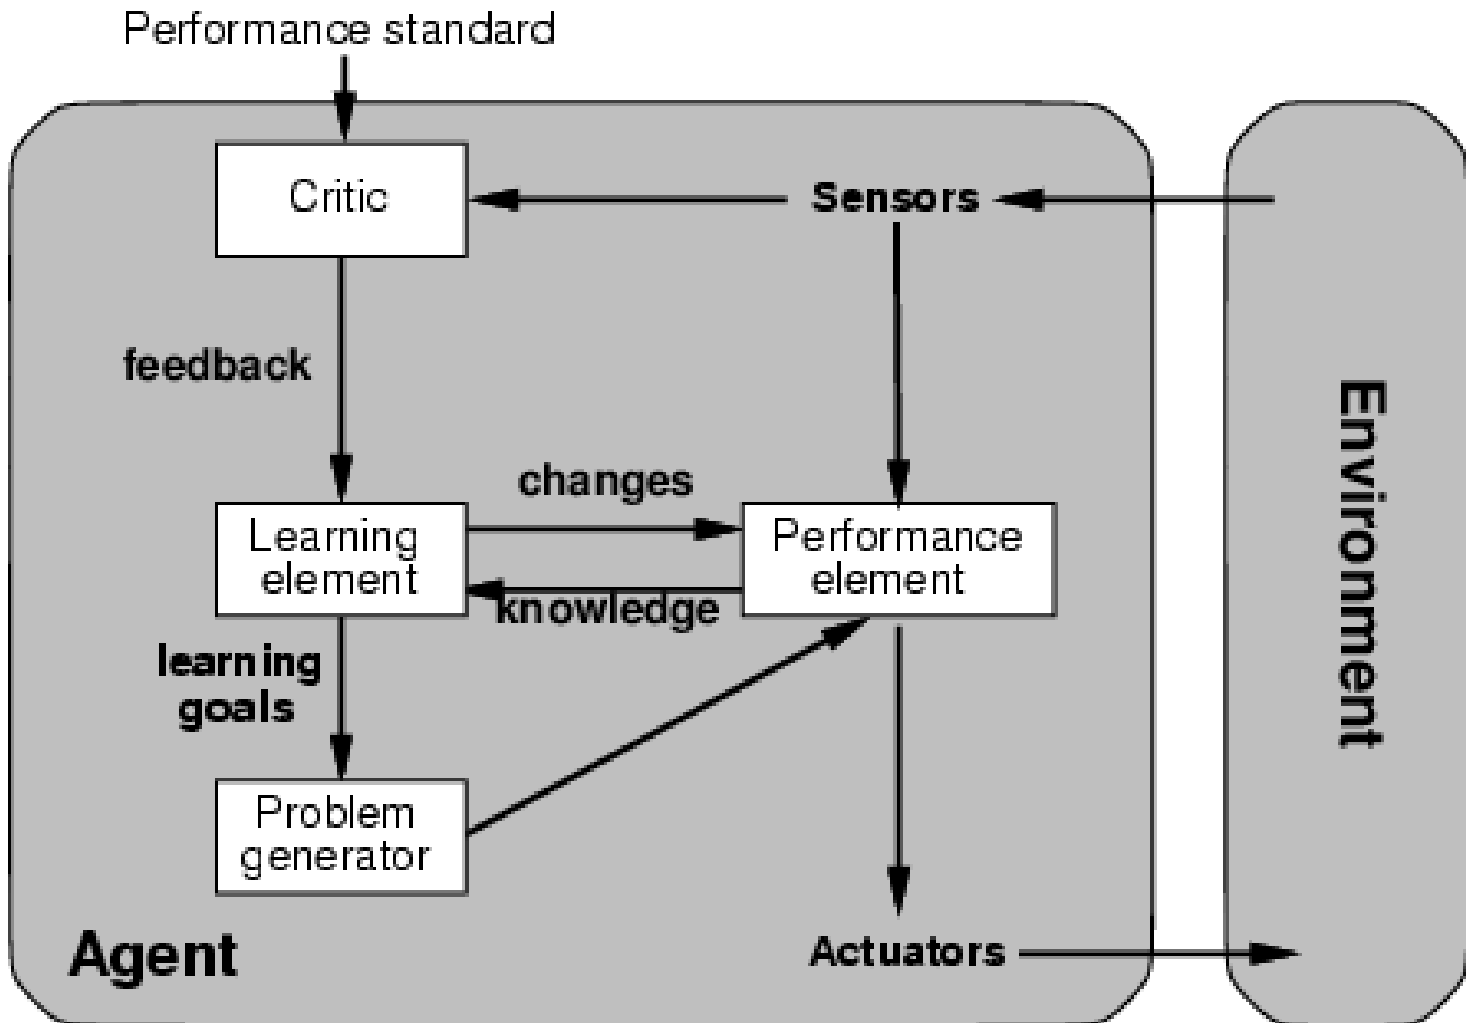 Performance standard
Critic
Sensors
feedback
changes
Learning
element
Performance
element
knowledge
learning
goals
Problem
generator
Agent
Actuators
Environment